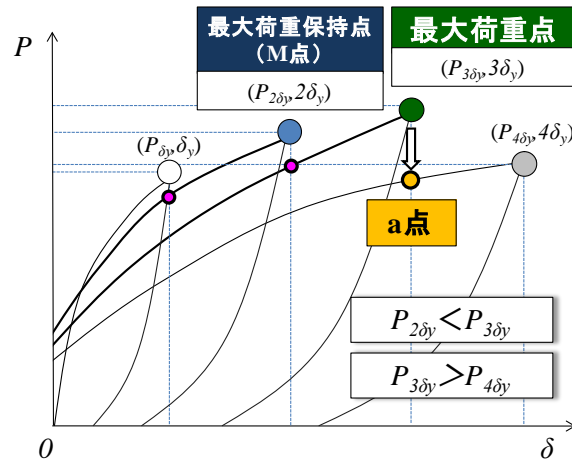 P
最大荷重保持点
（M点）
(P2δy,2δy)
最大荷重点
(P3δy,3δy)
(Pδy,δy)
(P4δy,4δy)
a点
P2δy＜P3δy
P3δy＞P4δy
0
δ